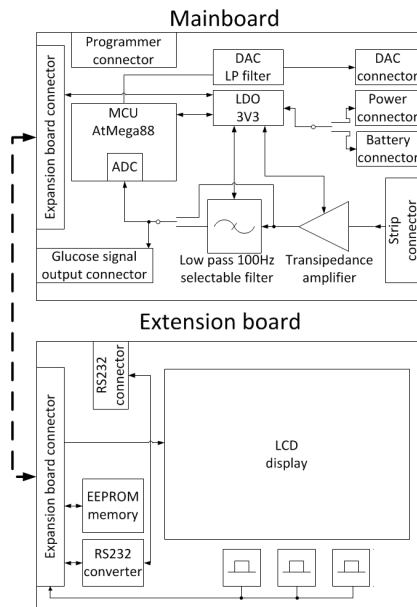 Mainboard
Programmer
connector
DAC
LP filter
DAC
connector
Expansion board connector
MCU
AtMega88
LDO
3V3
Power
connector
Battery
connector
ADC
Strip
connector
Glucose signal
output connector
Low pass 100Hz
selectable filter
Transipedance
amplifier
Extension board
RS232
connector
Expansion board connector
LCD
display
EEPROM
memory
RS232
converter